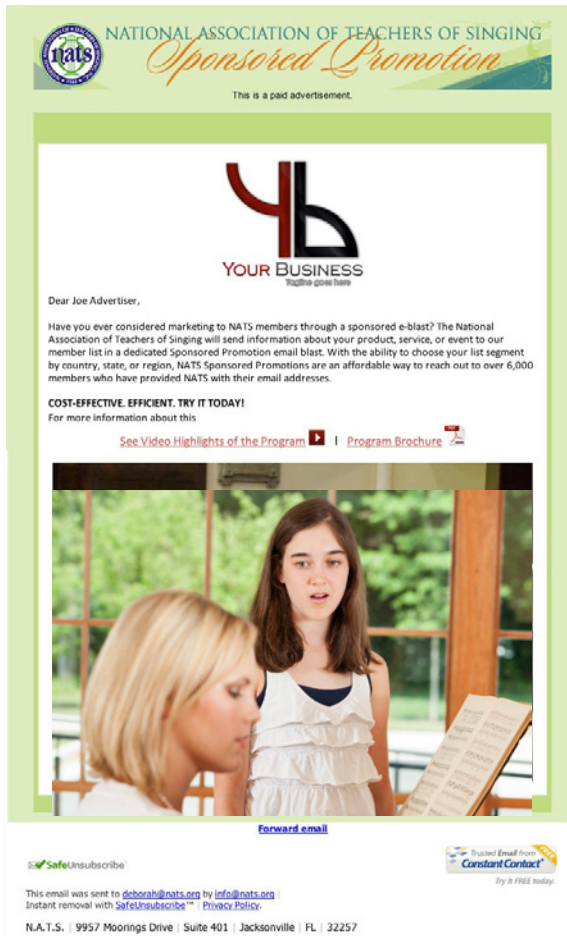 NATIONAL ASSOCIATION OF TEACHERS OF SINGING
nats
Sponsored Promotion
This is a paid advertisement.
yb
YOUR BUSINESS
Tagline goes here
Dear Joe Advertiser,
Have you ever considered marketing to NATS members through a sponsored e-blast? The National
Association of Teachers of Singing will send information about your product, service, or event to our
member list in a dedicated Sponsored Promotion email blast. With the ability to choose your list segment
by country, state, or region, NATS Sponsored Promotions are an affordable way to reach out to over 6,000
members who have provided NATS with their email addresses.
COST-EFFECTIVE. EFFICIENT. TRY IT TODAY!
For more information about this
See Video Highlights of the Program | Program Brochure
Forward email
SafeUnsubscribe
Trusted Email from
Constant Contact
Try it FREE today.
This email was sent to deborah@nats.org by info@nats.org |
Instant removal with SafeUnsubscribe™ | Privacy Policy.
N.A.T.S. | 9957 Moorings Drive | Suite 401 | Jacksonville | FL | 32257